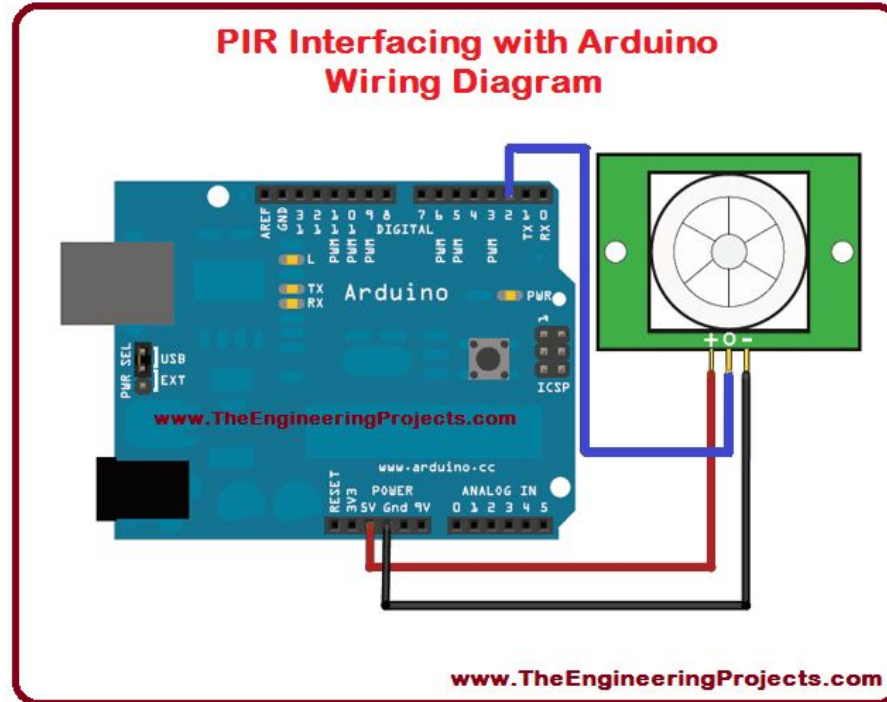 PIR Interfacing with Arduino
Wiring Diagram
AREF
GND
13
12
11
10
9
8
7
6
5
4
3
2
1
0
TX
RX
PWM
PWM
PWM
DIGITAL
PWM
PWM
PWM
L
TX
RX
Arduino
PWR
1
ICSP
+ O -
PWR SEL
USB
EXT
www.TheEngineeringProjects.com
www.arduino.cc
POWER
ANALOG IN
RESET
3V3
5V Gnd 9V
0 1 2 3 4 5
www.TheEngineeringProjects.com